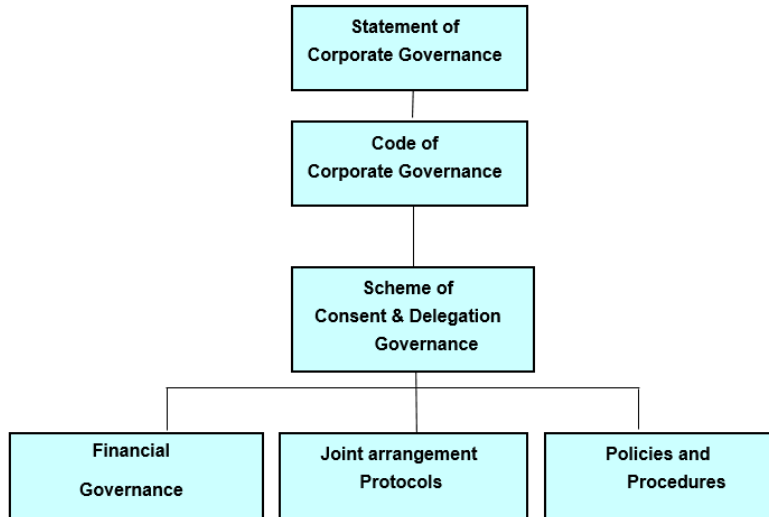 Statement of
Corporate Governance
Code of
Corporate Governance
Scheme of
Consent & Delegation
Governance
Financial
Governance
Joint arrangement
Protocols
Policies and
Procedures